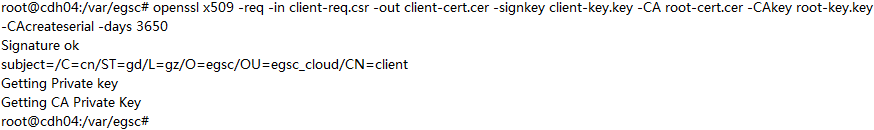 root@cdh04:/var/egsc# openssl x509 -req -in client-req.csr -out client-cert.cer -signkey client-key.key -CA root-cert.cer -CAkey root-key.key
-CAcreateserial -days 3650
Signature ok
subject=/C=cn/ST=gd/L=gz/O=egsc/OU=egsc_cloud/CN=client
Getting Private key
Getting CA Private Key
root@cdh04:/var/egsc#